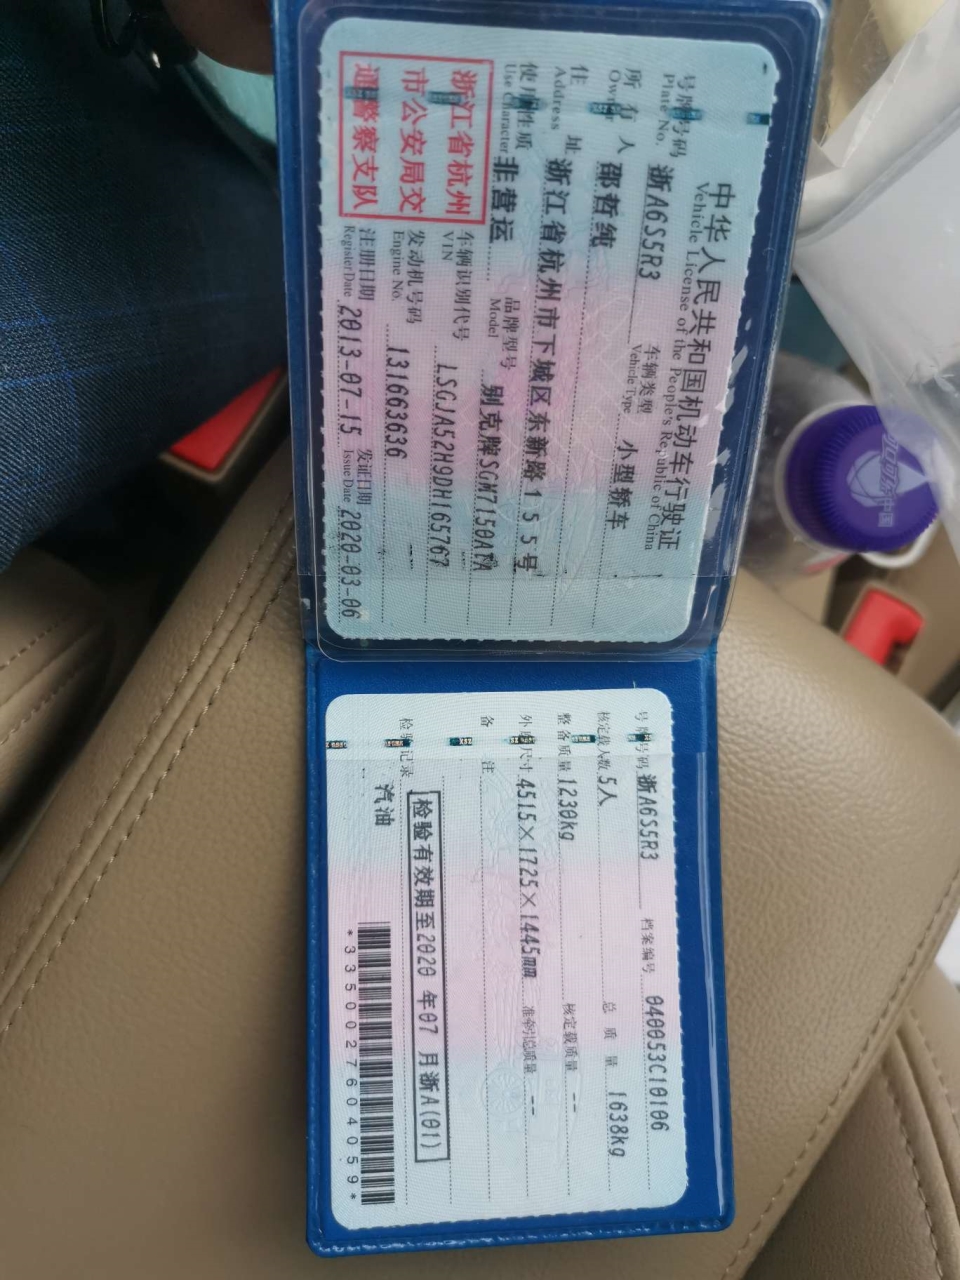 中华人民共和国机动车行驶证
Vehicle License of the People's Republic of China
号牌号码 浙A6S5R3 车辆类型 小型轿车
Plate No. Vehicle Type
所有人 邵哲纯
Owner
住址 浙江省杭州市下城区东新路155号
Address
使用性质 非营运 品牌型号 别克牌SGM7150ATA
Use Character Model
浙江省杭州
市公安局交
通警察支队
车辆识别代号 LSGJA52H9DH165767
VIN
发动机号码 131663636
Engine No.
注册日期 2013-07-15 发证日期 2020-03-06
Register Date Issue Date
号牌号码 浙A6S5R3 档案编号 040053C10106
核定载人数 5人 总质量 1638kg
整备质量 1230kg 核定载质量 --
外廓尺寸 4515×1725×1445mm 准牵引总质量 --
备注
检验有效期至2020年07月浙A(01)
检验记录
汽油
*3350027604059*
中国